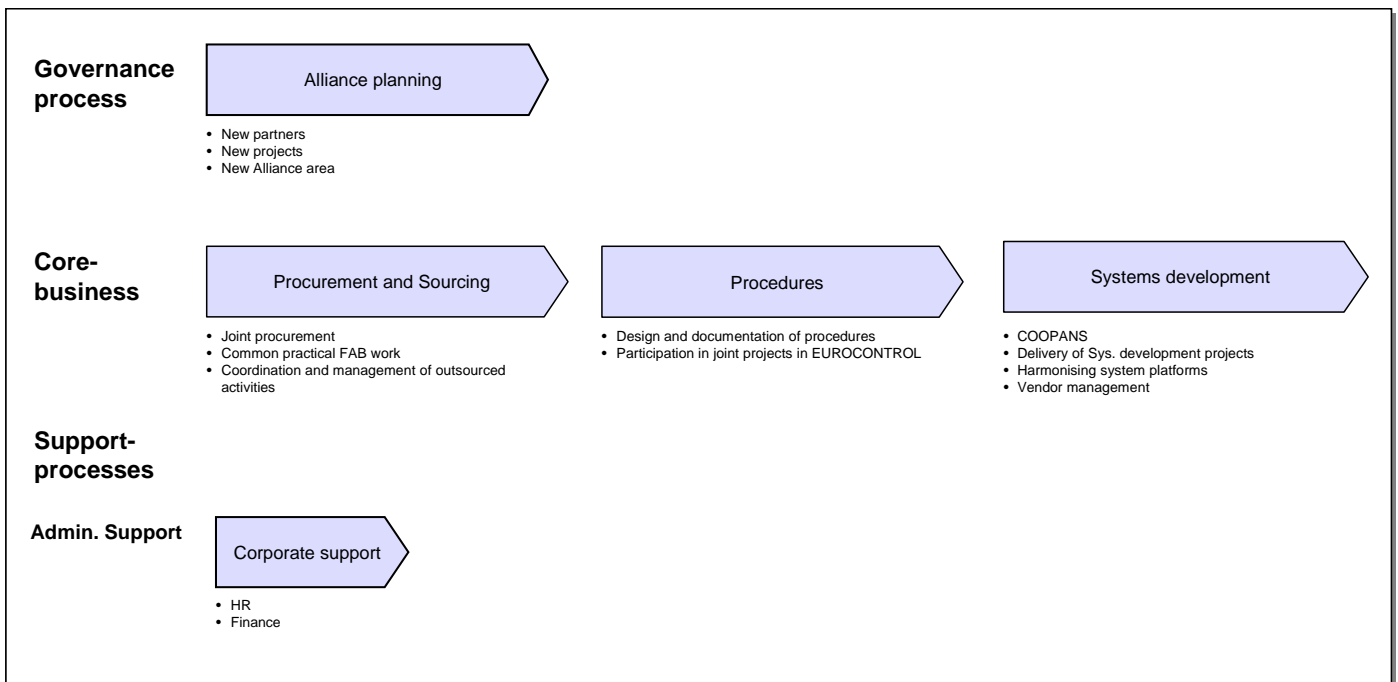 Governance
process
Alliance planning
• New partners
• New projects
• New Alliance area
Core-
business
Procurement and Sourcing
• Joint procurement
• Common practical FAB work
• Coordination and management of outsourced
activities
Procedures
• Design and documentation of procedures
• Participation in joint projects in EUROCONTROL
Systems development
• COOPANS
• Delivery of Sys. development projects
• Harmonising system platforms
• Vendor management
Support-
processes
Admin. Support
Corporate support
• HR
• Finance